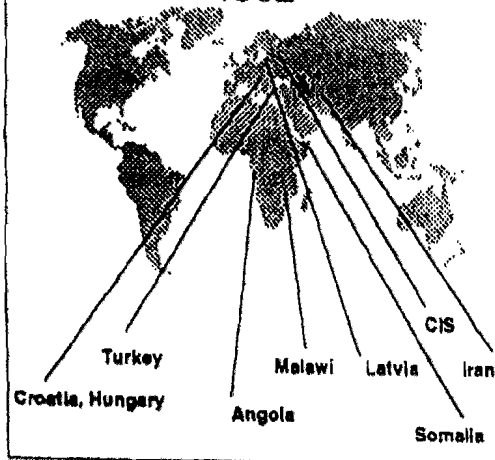 CIS
Turkey
Malawi
Latvia
Iran
Croatia, Hungary
Angola
Somalia